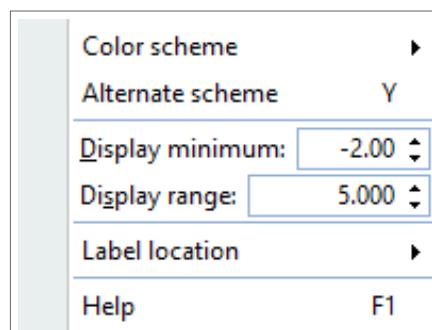 Color scheme
Alternate scheme Y
Display minimum: -2.00
Display range: 5.000
Label location
Help F1